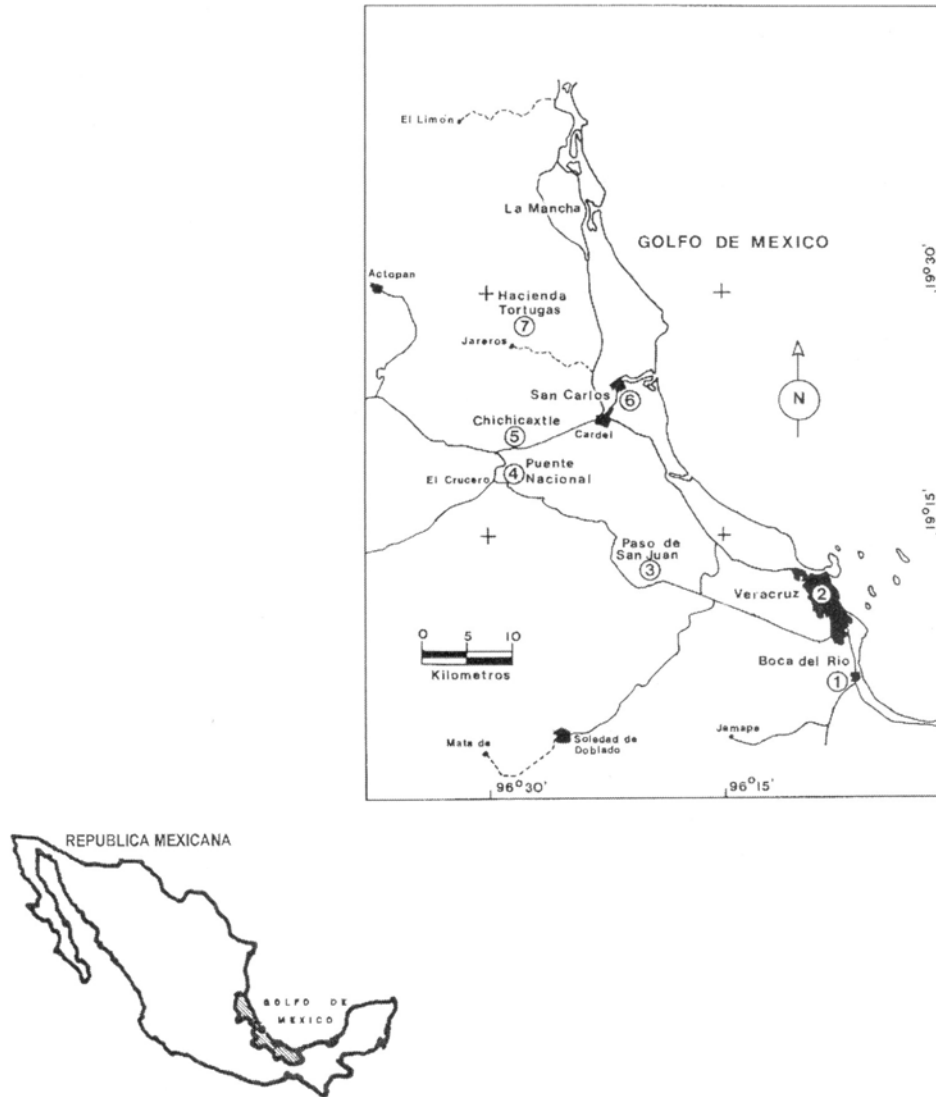 El Limón
La Mancha
GOLFO DE MEXICO
19°30'
Actopan
Hacienda
Tortugas
7
Jareros
San Carlos
6
N
Chichicaxtle
5
Cardel
El Crucero
4
Puente
Nacional
19°15'
Paso de
San Juan
3
Veracruz
2
0 5 10
Kilometros
Boca del Rio
1
Mata de
Soledad de
Doblado
Jamapa
96°30'
96°15'
REPUBLICA MEXICANA
GOLFO DE
MEXICO